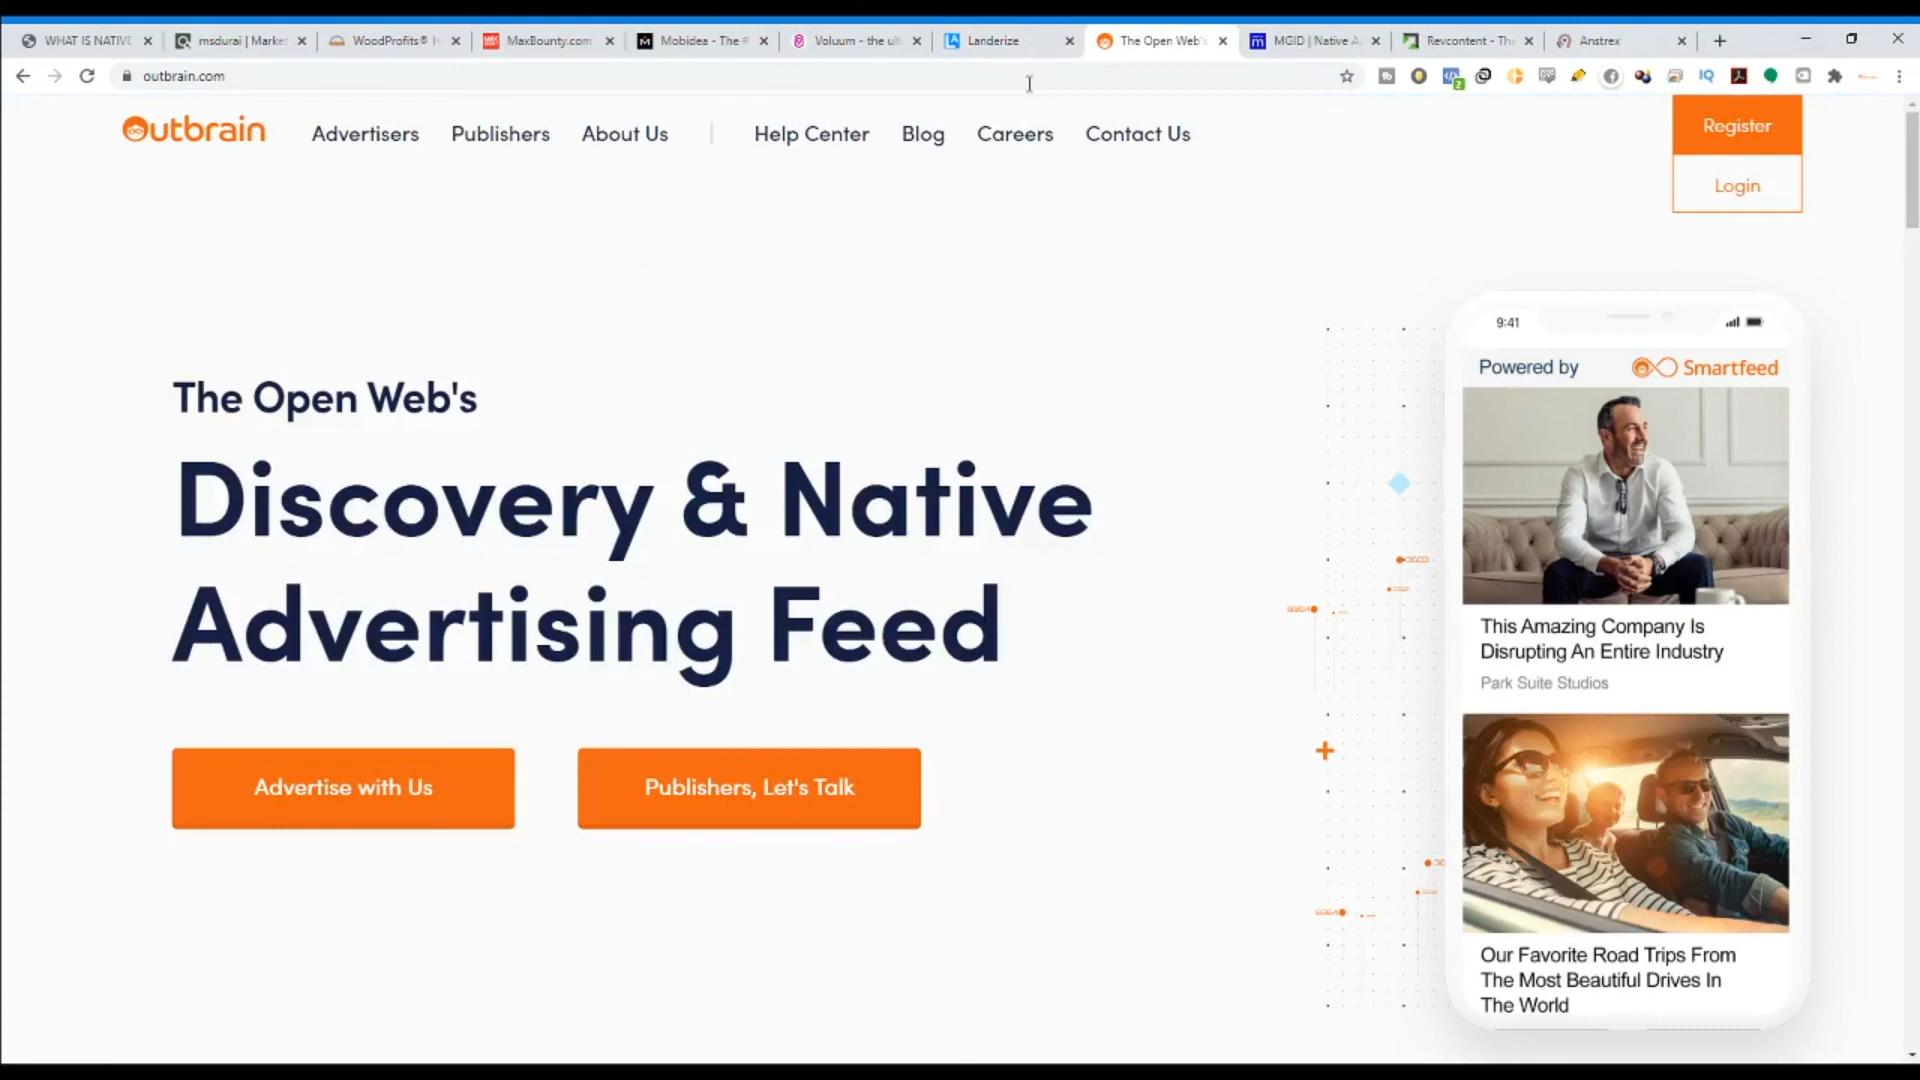 WHAT IS NATIVE
msdurai | Market
WoodProfits®
MaxBounty.com
Mobidea - The #
Voluum - the ult
Landerize
The Open Web's
MGID | Native A
Revcontent - The
Anstrex
outbrain.com
2
IQ
Outbrain
Advertisers
Publishers
About Us
Help Center
Blog
Careers
Contact Us
Register
Login
The Open Web's
Discovery & Native
Advertising Feed
Advertise with Us
Publishers, Let's Talk
9:41
Powered by
Smartfeed
This Amazing Company Is
Disrupting An Entire Industry
Park Suite Studios
Our Favorite Road Trips From
The Most Beautiful Drives In
The World